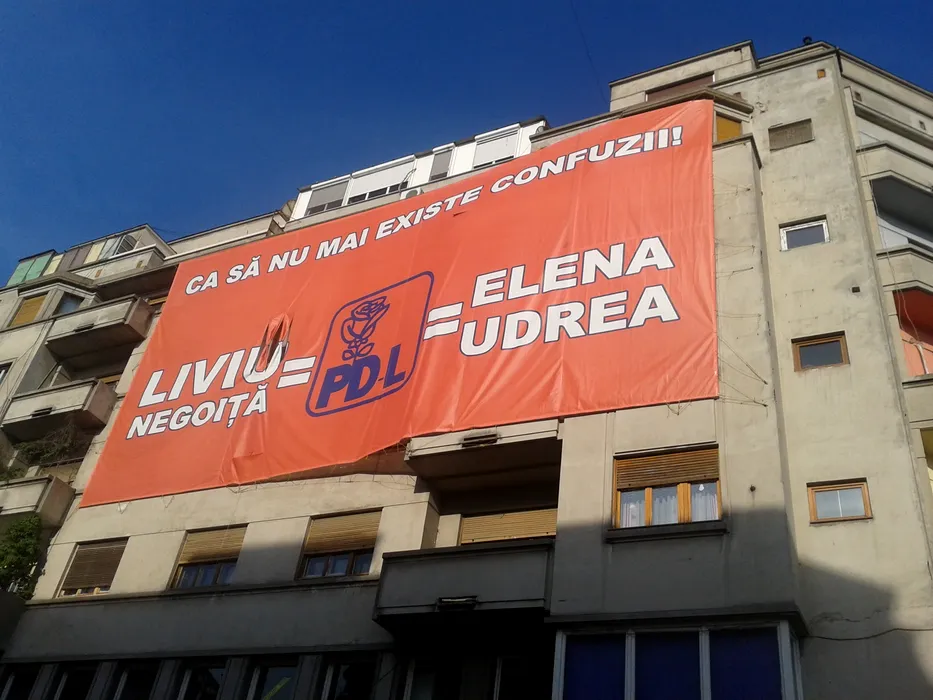 CA SĂ NU MAI EXISTE CONFUZII!
LIVIU
NEGOIȚĂ
=
PD-L
=
ELENA
UDREA